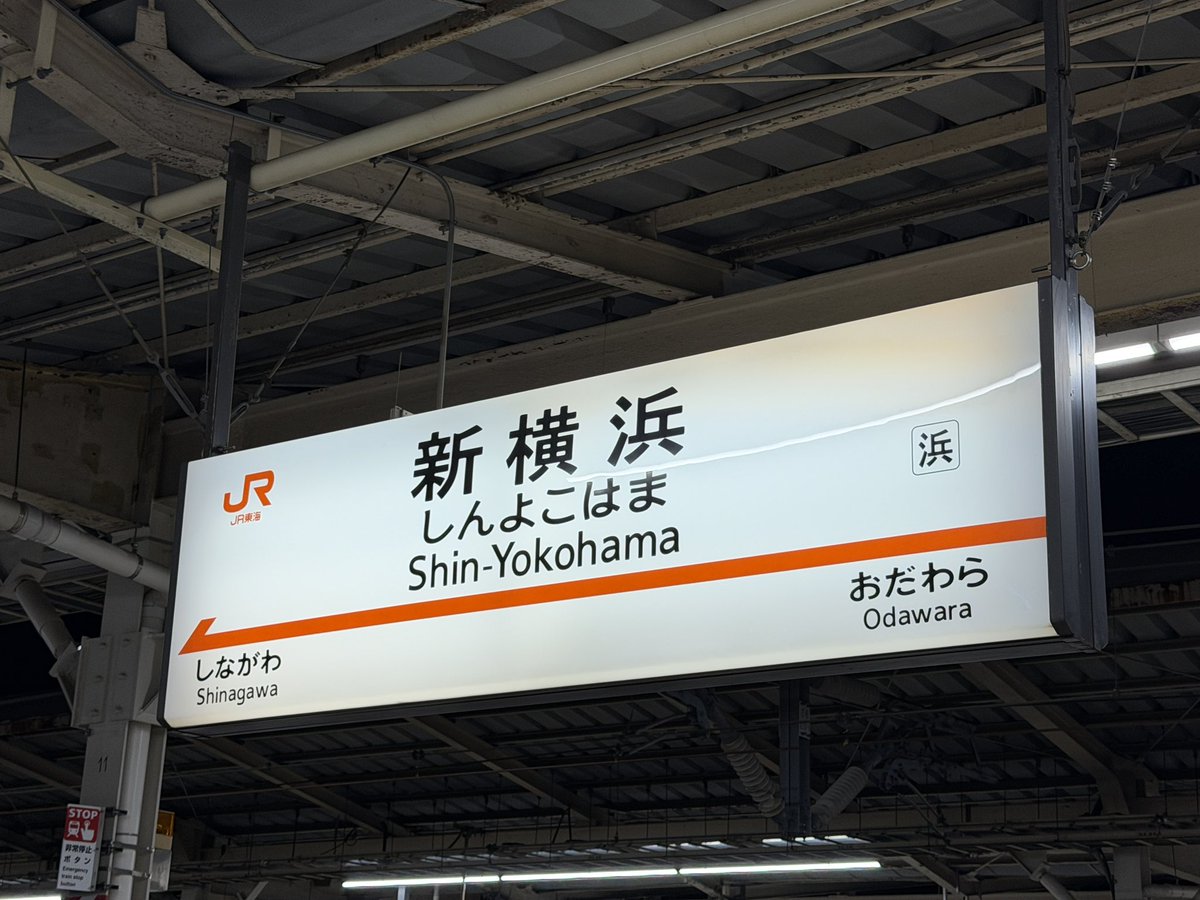 JR
JR東海
新横浜
しんよこはま
Shin-Yokohama
浜
しながわ
Shinagawa
おだわら
Odawara
11
STOP
非常停止
ボタン
Emergency
train stop
button